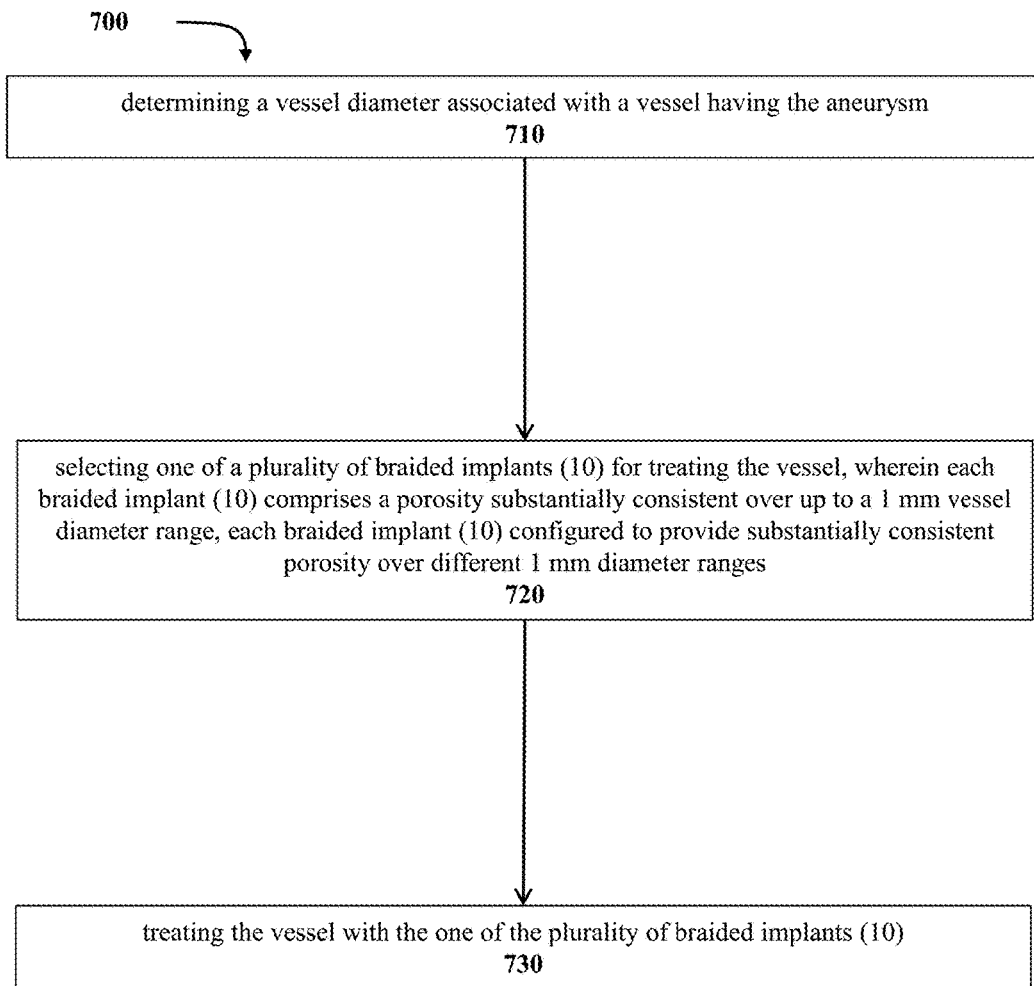 700
determining a vessel diameter associated with a vessel having the aneurysm
710
selecting one of a plurality of braided implants (10) for treating the vessel, wherein each
braided implant (10) comprises a porosity substantially consistent over up to a 1 mm vessel
diameter range, each braided implant (10) configured to provide substantially consistent
porosity over different 1 mm diameter ranges
720
treating the vessel with the one of the plurality of braided implants (10)
730